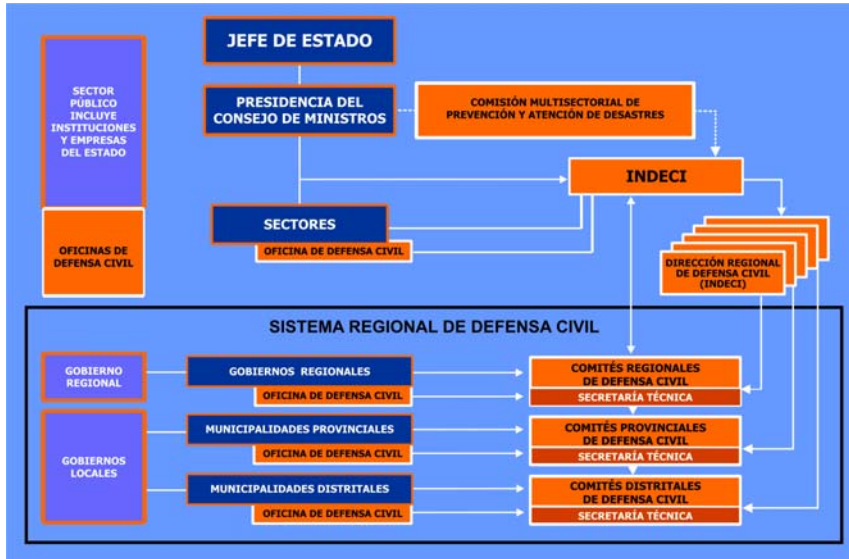 JEFE DE ESTADO
SECTOR
PÚBLICO
INCLUYE
INSTITUCIONES
Y EMPRESAS
DEL ESTADO
PRESIDENCIA DEL
CONSEJO DE MINISTROS
COMISIÓN MULTISECTORIAL DE
PREVENCIÓN Y ATENCIÓN DE DESASTRES
INDECI
SECTORES
OFICINA DE DEFENSA CIVIL
OFICINAS DE
DEFENSA CIVIL
DIRECCIÓN REGIONAL
DE DEFENSA CIVIL
(INDECI)
SISTEMA REGIONAL DE DEFENSA CIVIL
GOBIERNO
REGIONAL
GOBIERNOS REGIONALES
OFICINA DE DEFENSA CIVIL
COMITÉS REGIONALES
DE DEFENSA CIVIL
SECRETARÍA TÉCNICA
GOBIERNOS
LOCALES
MUNICIPALIDADES PROVINCIALES
OFICINA DE DEFENSA CIVIL
COMITÉS PROVINCIALES
DE DEFENSA CIVIL
SECRETARÍA TÉCNICA
MUNICIPALIDADES DISTRITALES
OFICINA DE DEFENSA CIVIL
COMITÉS DISTRITALES
DE DEFENSA CIVIL
SECRETARÍA TÉCNICA